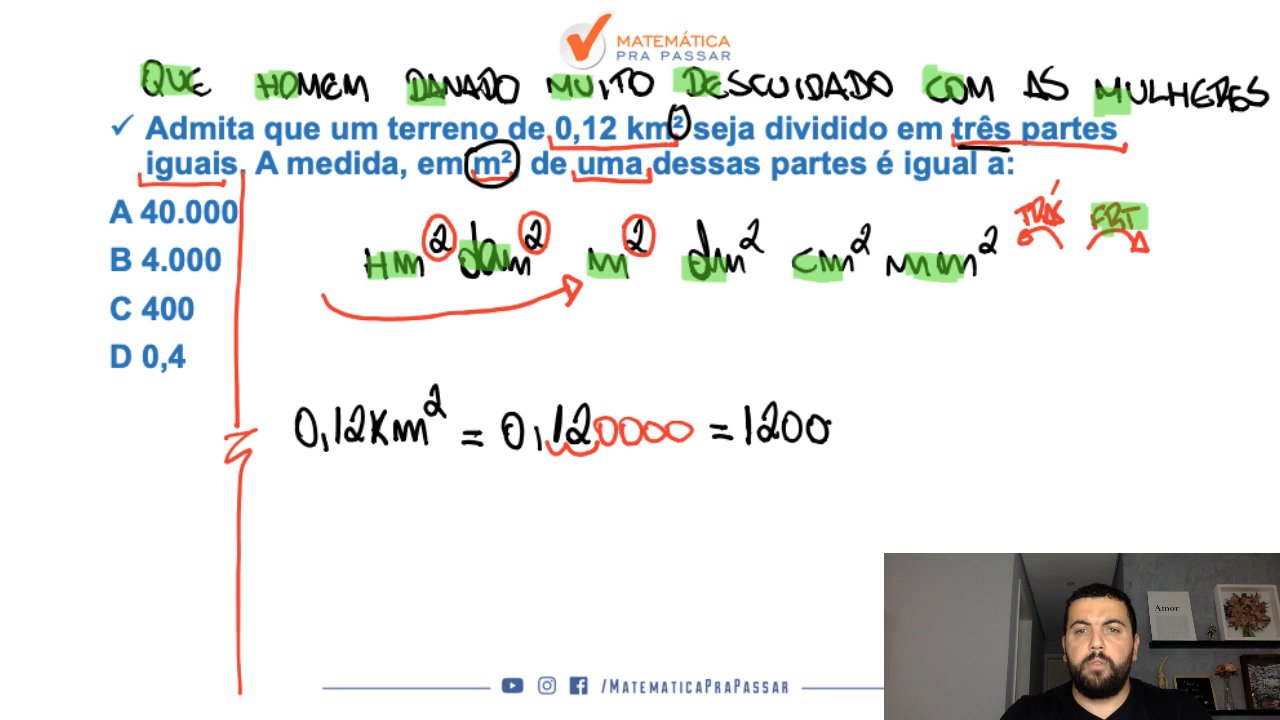 MATEMÁTICA
PRA PASSAR
QUE HOMEM DANADO MUITO DESCUIDADO COM AS MULHERES
✓ Admita que um terreno de 0,12 km² seja dividido em três partes
iguais. A medida, em m² de uma dessas partes é igual a:
A 40.000
B 4.000
C 400
D 0,4
TRÁS FRT
Hm² dam² m² dm² cm² mm²
0,12Km² = 0,120000 = 1200
Amor
/MatematicaPraPassar